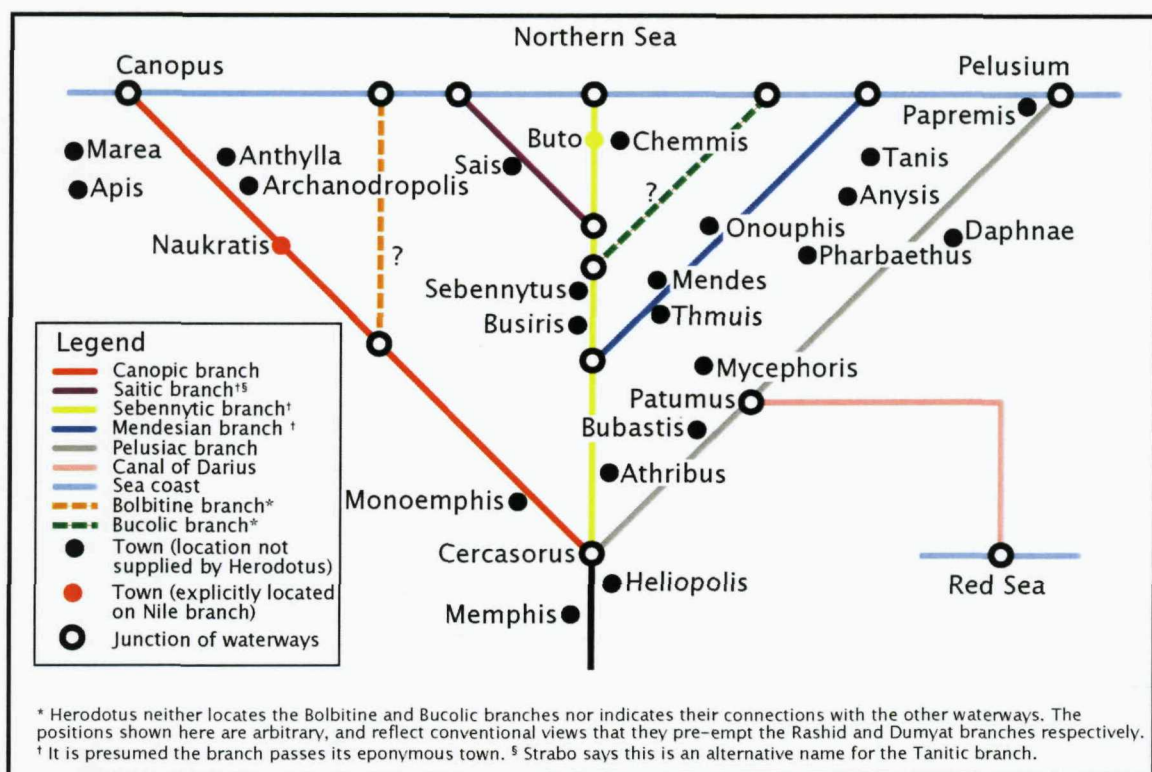 Northern Sea
Canopus
Pelusium
Papremis
Buto
Chemmis
Marea
Anthylla
Sais
Tanis
Apis
Archanodropolis
?
Anysis
Naukratis
?
Onouphis
Daphnae
Pharbaethus
Sebennytus
Mendes
Busiris
Thmuis
Mycephoris
Patumus
Bubastis
Athribus
Monoemphis
Cercasorus
Heliopolis
Red Sea
Memphis
Legend
Canopic branch
Saitic branch†§
Sebennytic branch†
Mendesian branch †
Pelusiac branch
Canal of Darius
Sea coast
Bolbitine branch*
Bucolic branch*
Town (location not
supplied by Herodotus)
Town (explicitly located
on Nile branch)
Junction of waterways
* Herodotus neither locates the Bolbitine and Bucolic branches nor indicates their connections with the other waterways. The
positions shown here are arbitrary, and reflect conventional views that they pre-empt the Rashid and Dumyat branches respectively.
† It is presumed the branch passes its eponymous town. § Strabo says this is an alternative name for the Tanitic branch.